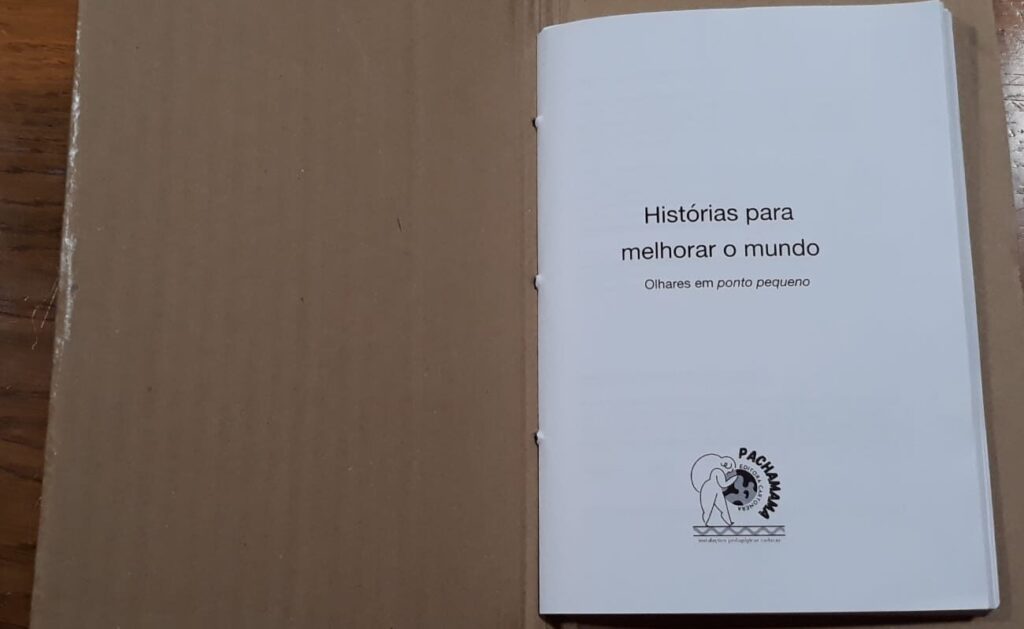 Histórias para
melhorar o mundo
Olhares em ponto pequeno
PACHAMAMA
EDITORA CARTONERA